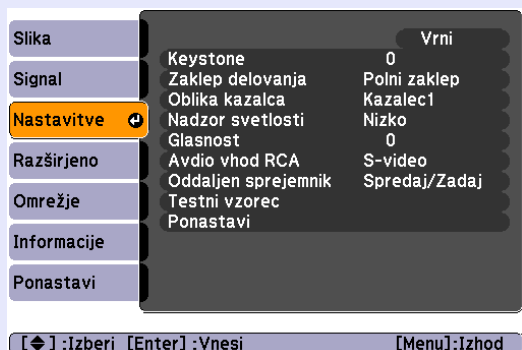 Slika
Signal
Nastavitve
Razširjeno
Omrežje
Informacije
Ponastavi
Vrni
Keystone 0
Zaklep delovanja Polni zaklep
Oblika kazalca Kazalec1
Nadzor svetlosti Nizko
Glasnost 0
Avdio vhod RCA S-video
Oddaljen sprejemnik Spredaj/Zadaj
Testni vzorec
Ponastavi
[◆] :Izberi [Enter] :Vnesi [Menu]:Izhod